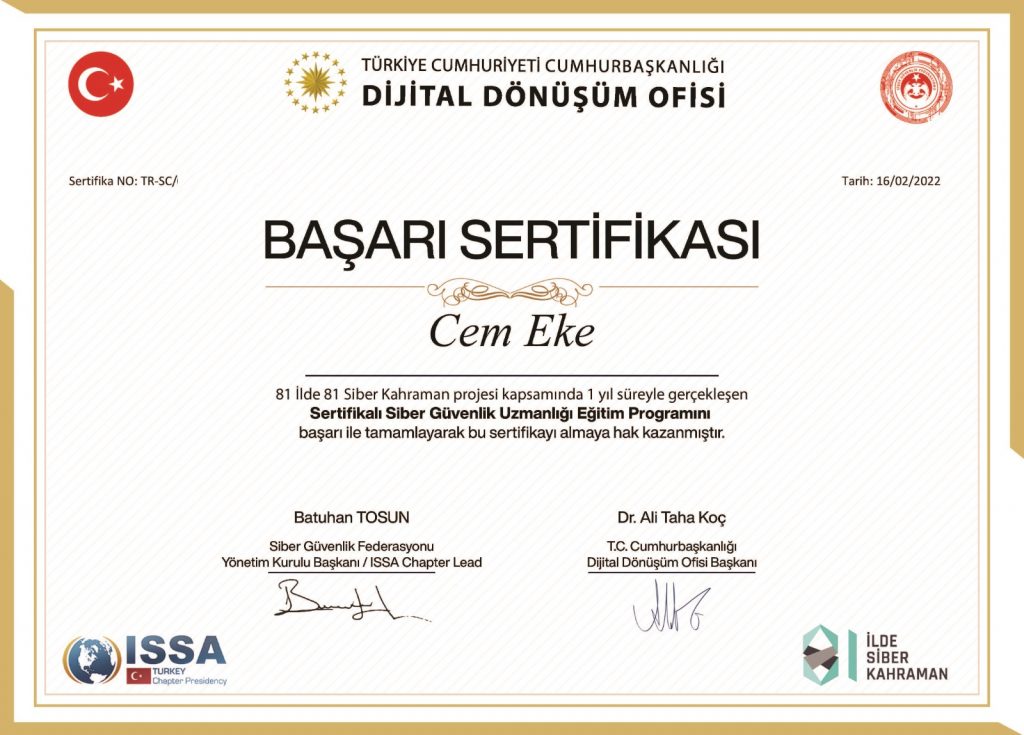 TÜRKİYE CUMHURİYETİ CUMHURBAŞKANLIĞI
DİJİTAL DÖNÜŞÜM OFİSİ
Sertifika NO: TR-SC/
Tarih: 16/02/2022
BAŞARI SERTİFİKASI
Cem Eke
81 İlde 81 Siber Kahraman projesi kapsamında 1 yıl süreyle gerçekleşen
Sertifikalı Siber Güvenlik Uzmanlığı Eğitim Programını
başarı ile tamamlayarak bu sertifikayı almaya hak kazanmıştır.
Batuhan TOSUN
Siber Güvenlik Federasyonu
Yönetim Kurulu Başkanı / ISSA Chapter Lead
Dr. Ali Taha Koç
T.C. Cumhurbaşkanlığı
Dijital Dönüşüm Ofisi Başkanı
ISSA
TURKEY
Chapter Presidency
İLDE
SİBER
KAHRAMAN